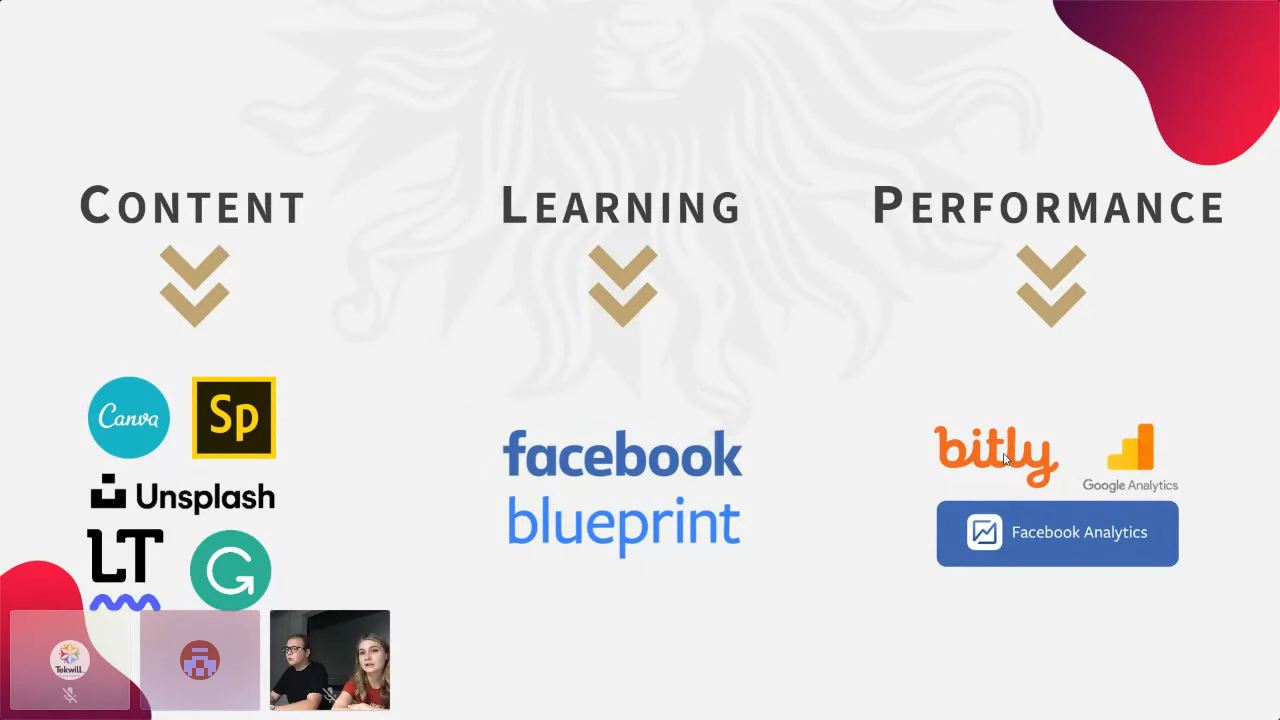 CONTENT
LEARNING
PERFORMANCE
Canva
Sp
Unsplash
LT
G
facebook
blueprint
bitly
Google Analytics
Facebook Analytics
Tekwill